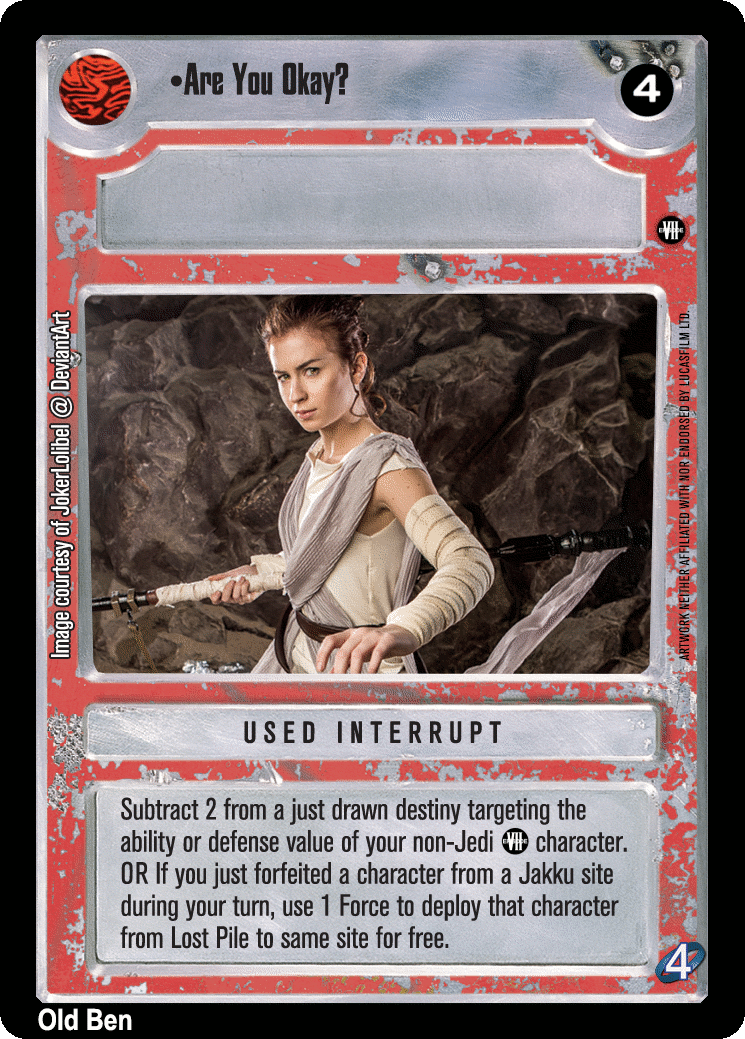 •Are You Okay?
4
EPISODE VII
Image courtesy of JokerLolibel @ DeviantArt
ARTWORK NEITHER AFFILIATED WITH NOR ENDORSED BY LUCASFILM LTD.
USED INTERRUPT
Subtract 2 from a just drawn destiny targeting the
ability or defense value of your non-Jedi EPISODE VII character.
OR If you just forfeited a character from a Jakku site
during your turn, use 1 Force to deploy that character
from Lost Pile to same site for free.
4
Old Ben